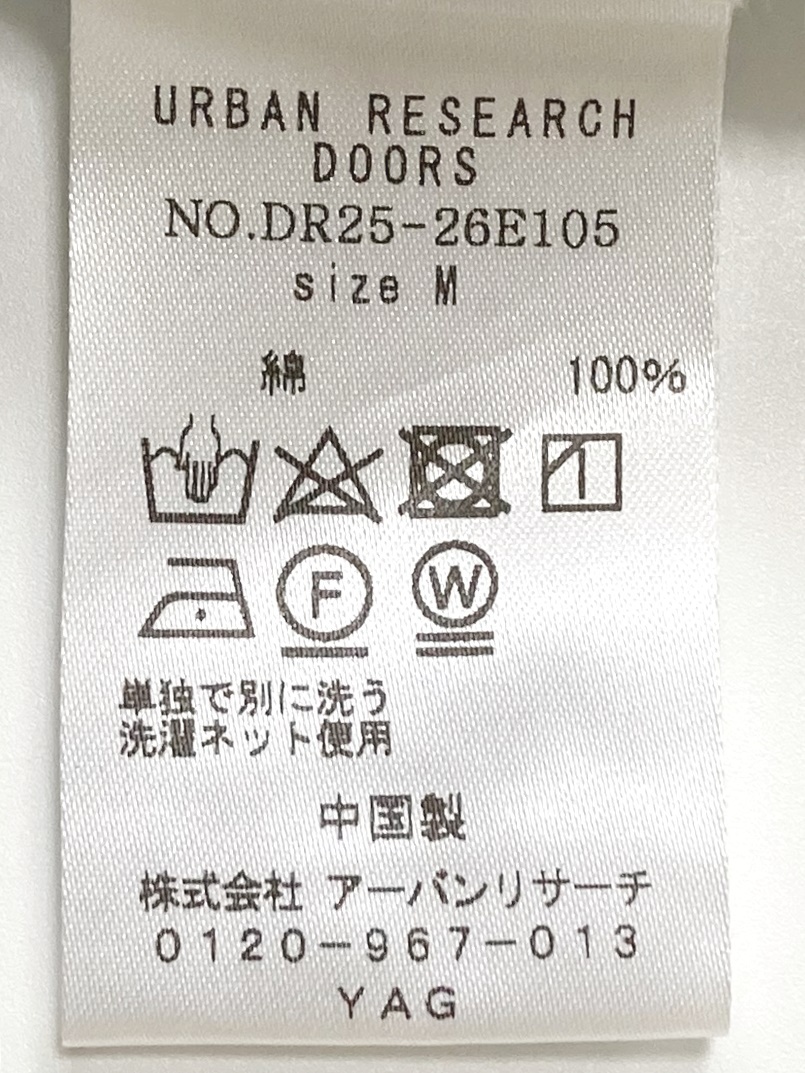 URBAN RESEARCH
DOORS
NO.DR25-26E105
size M
綿 100%
F W
単独で別に洗う
洗濯ネット使用
中国製
株式会社 アーバンリサーチ
0120-967-013
YAG